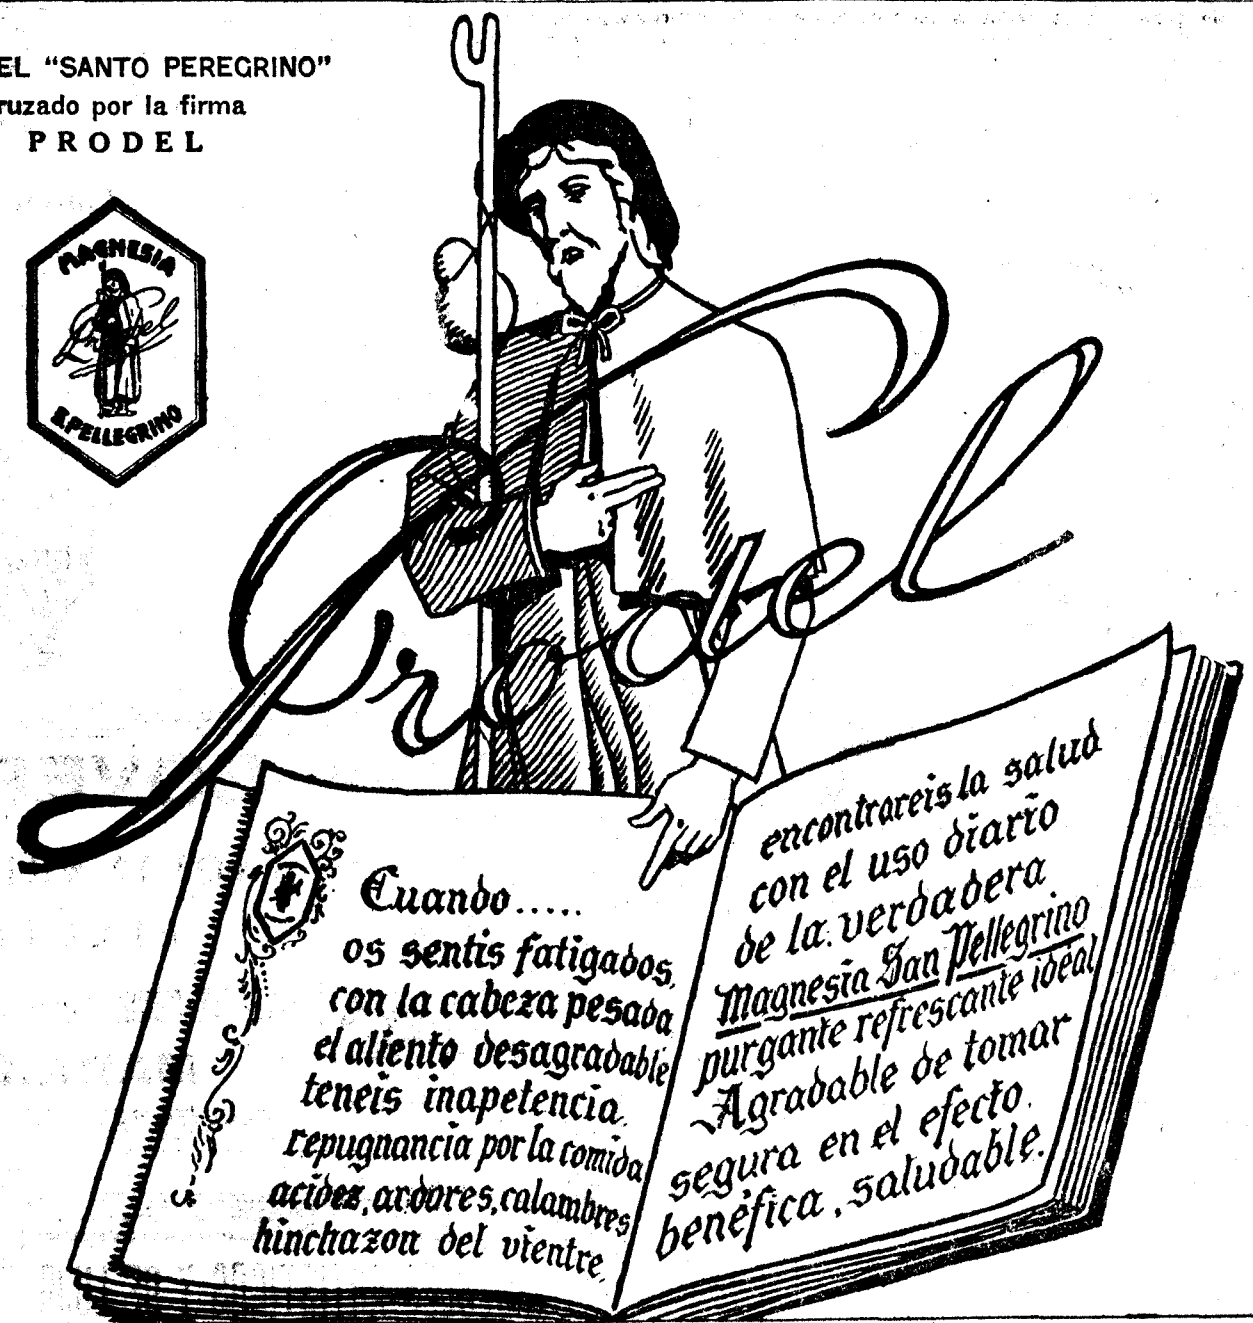 EL “SANTO PEREGRINO”
ruzado por la firma
PRODEL
MAGNESIA
Prodel
S. PELLEGRINO
Prodel
Cuando.....
os sentis fatigados,
con la cabeza pesada
el aliento desagradable
teneis inapetencia,
repugnancia por la comida
acidez, ardores, calambres
hinchazon del vientre,
encontrareis la salud
con el uso diario
de la verdadera
Magnesia San Pellegrino
purgante refrescante ideal
Agradable de tomar
segura en el efecto,
benéfica, saludable.